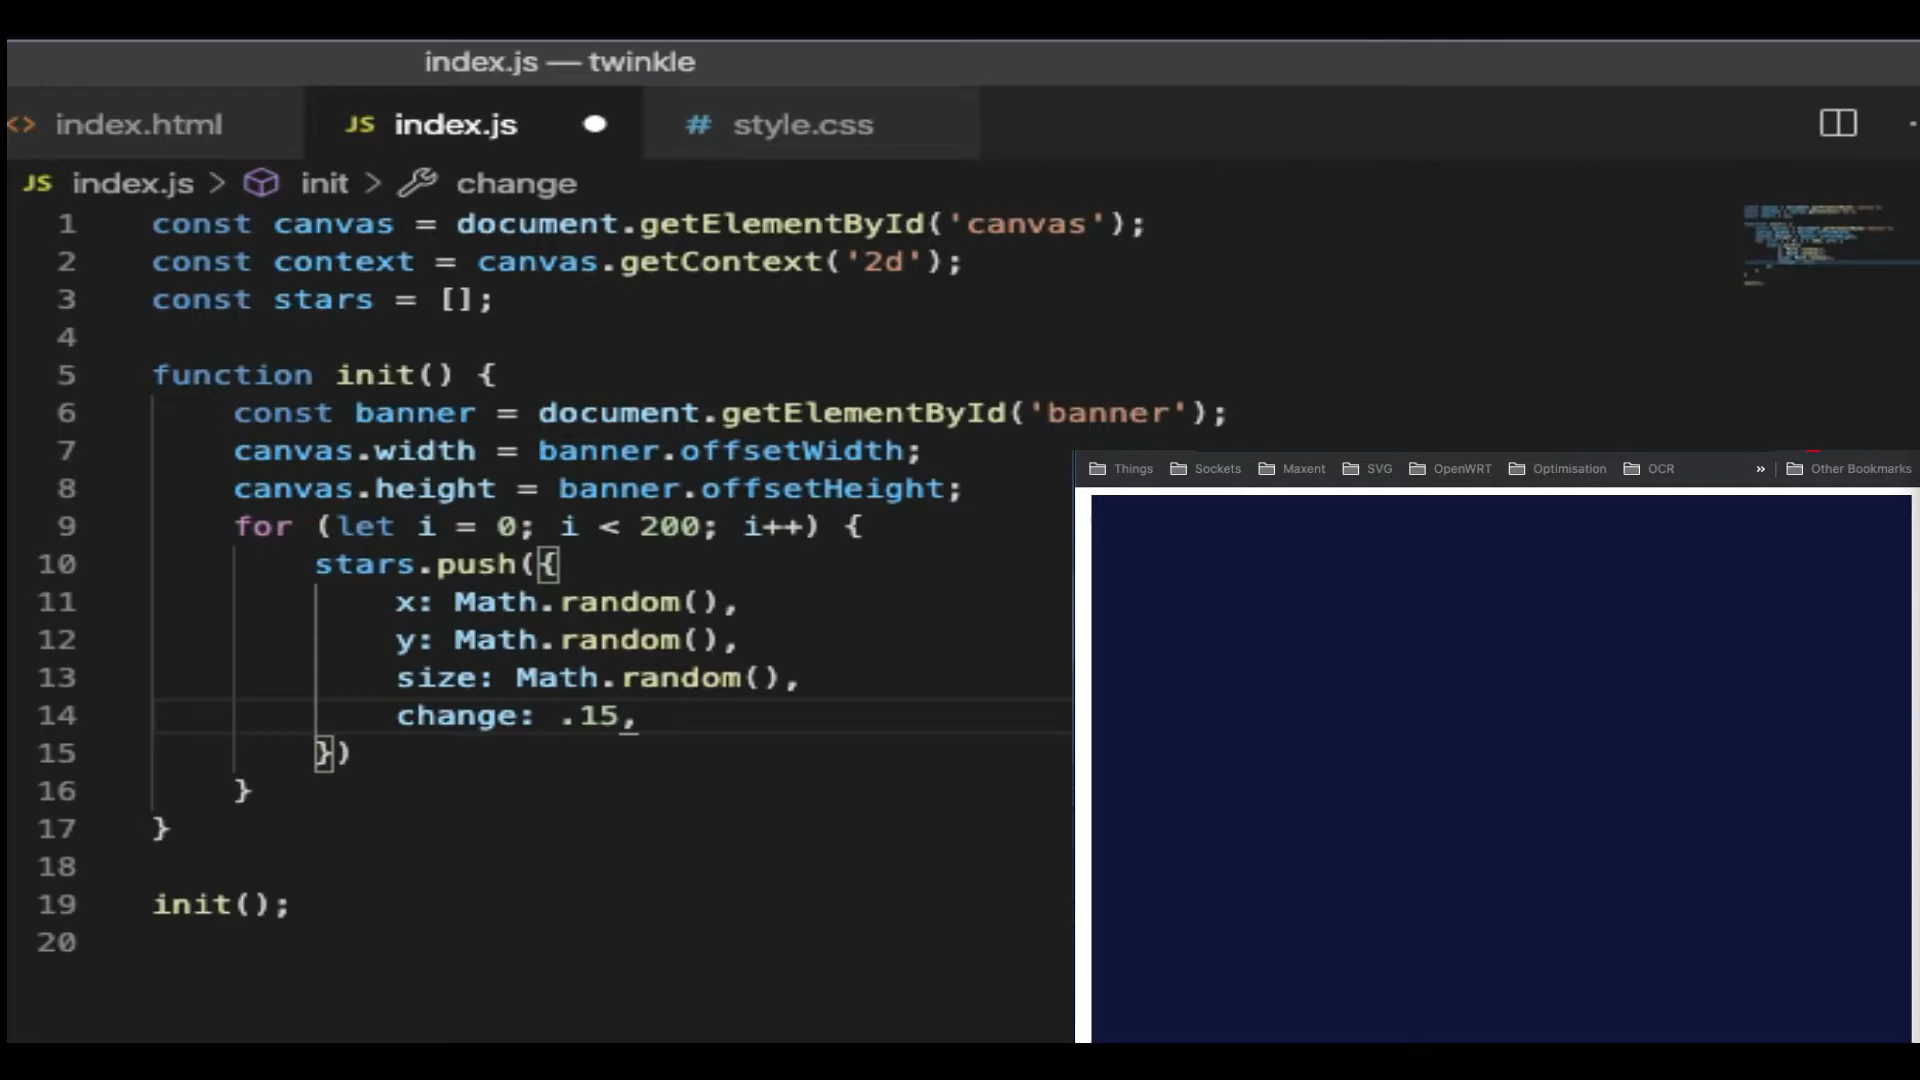 index.js — twinkle
<> index.html JS index.js # style.css
JS index.js > init > change
1 const canvas = document.getElementById('canvas');
2 const context = canvas.getContext('2d');
3 const stars = [];
4
5 function init() {
6 const banner = document.getElementById('banner');
7 canvas.width = banner.offsetWidth;
8 canvas.height = banner.offsetHeight;
9 for (let i = 0; i < 200; i++) {
10 stars.push({
11 x: Math.random(),
12 y: Math.random(),
13 size: Math.random(),
14 change: .15,
15 })
16 }
17 }
18
19 init();
20
Things Sockets Maxent SVG OpenWRT Optimisation OCR » Other Bookmarks